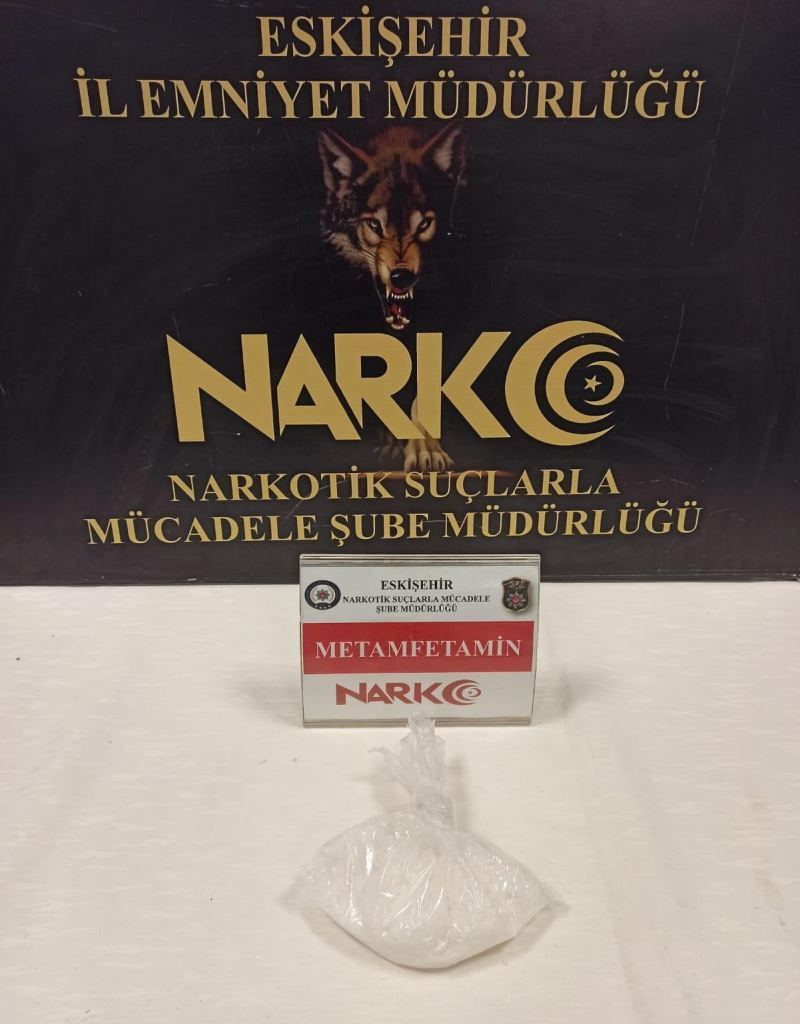 ESKİŞEHİR
İL EMNİYET MÜDÜRLÜĞÜ
NARKO
NARKOTİK SUÇLARLA
MÜCADELE ŞUBE MÜDÜRLÜĞÜ
ESKİŞEHİR
NARKOTİK SUÇLARLA MÜCADELE
ŞUBE MÜDÜRLÜĞÜ
METAMFETAMİN
NARKO